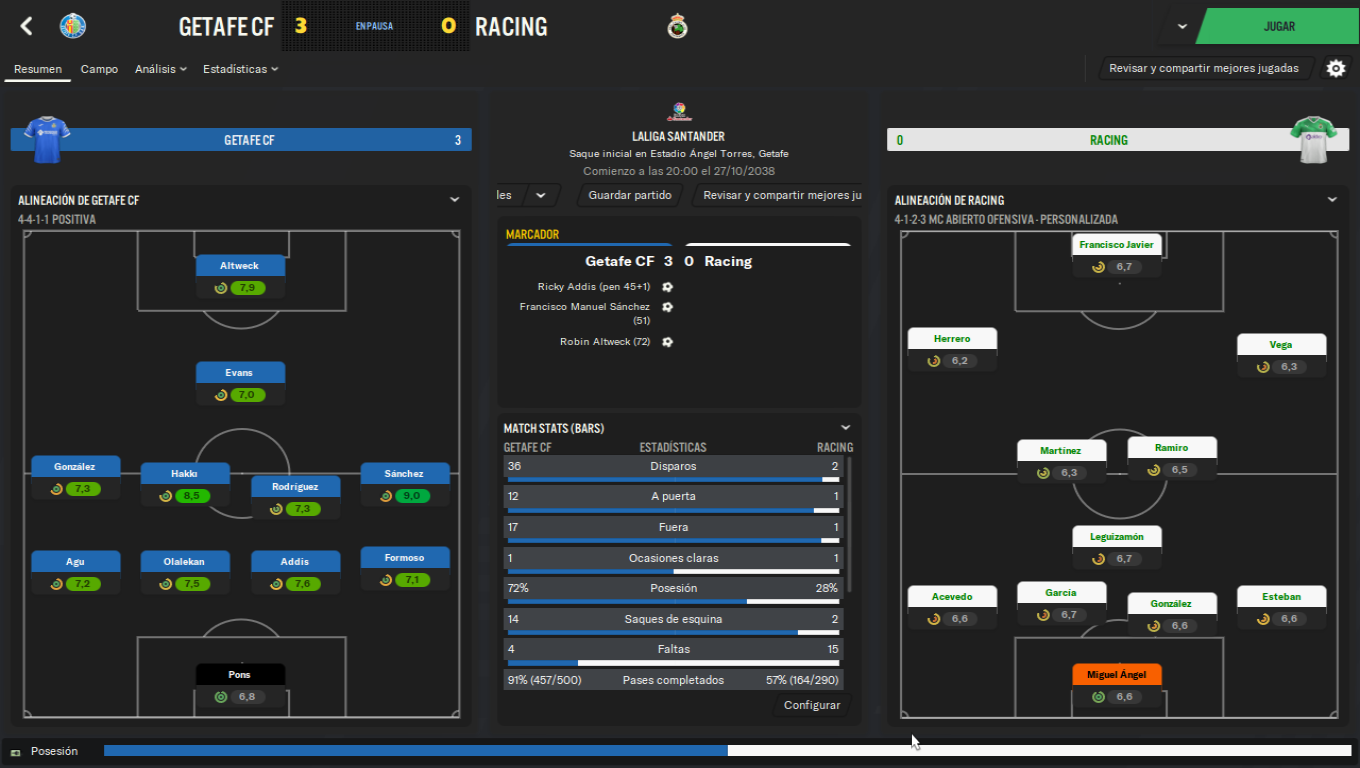 GETAFE CF 3 EN PAUSA 0 RACING
JUGAR
Resumen Campo Análisis Estadísticas
Revisar y compartir mejores jugadas
GETAFE CF 3
LALIGA SANTANDER
Saque inicial en Estadio Ángel Torres, Getafe
Comienzo a las 20:00 el 27/10/2038
les Guardar partido Revisar y compartir mejores ju
0 RACING
ALINEACIÓN DE GETAFE CF
4-4-1-1 POSITIVA
Altweck
7,9
Evans
7,0
González
7,3
Hakkı
8,5
Rodríguez
7,3
Sánchez
9,0
Agu
7,2
Olalekan
7,5
Addis
7,6
Formoso
7,1
Pons
6,8
MARCADOR
Getafe CF 3 0 Racing
Ricky Addis (pen 45+1)
Francisco Manuel Sánchez
(51)
Robin Altweck (72)
MATCH STATS (BARS)
GETAFE CF ESTADÍSTICAS RACING
36 Disparos 2
12 A puerta 1
17 Fuera 1
1 Ocasiones claras 1
72% Posesión 28%
14 Saques de esquina 2
4 Faltas 15
91% (457/500) Pases completados 57% (164/290)
Configurar
ALINEACIÓN DE RACING
4-1-2-3 MC ABIERTO OFENSIVA - PERSONALIZADA
Francisco Javier
6,7
Herrero
6,2
Vega
6,3
Martínez
6,3
Ramiro
6,5
Leguizamón
6,7
Acevedo
6,6
García
6,7
González
6,6
Esteban
6,6
Miguel Ángel
6,6
Posesión